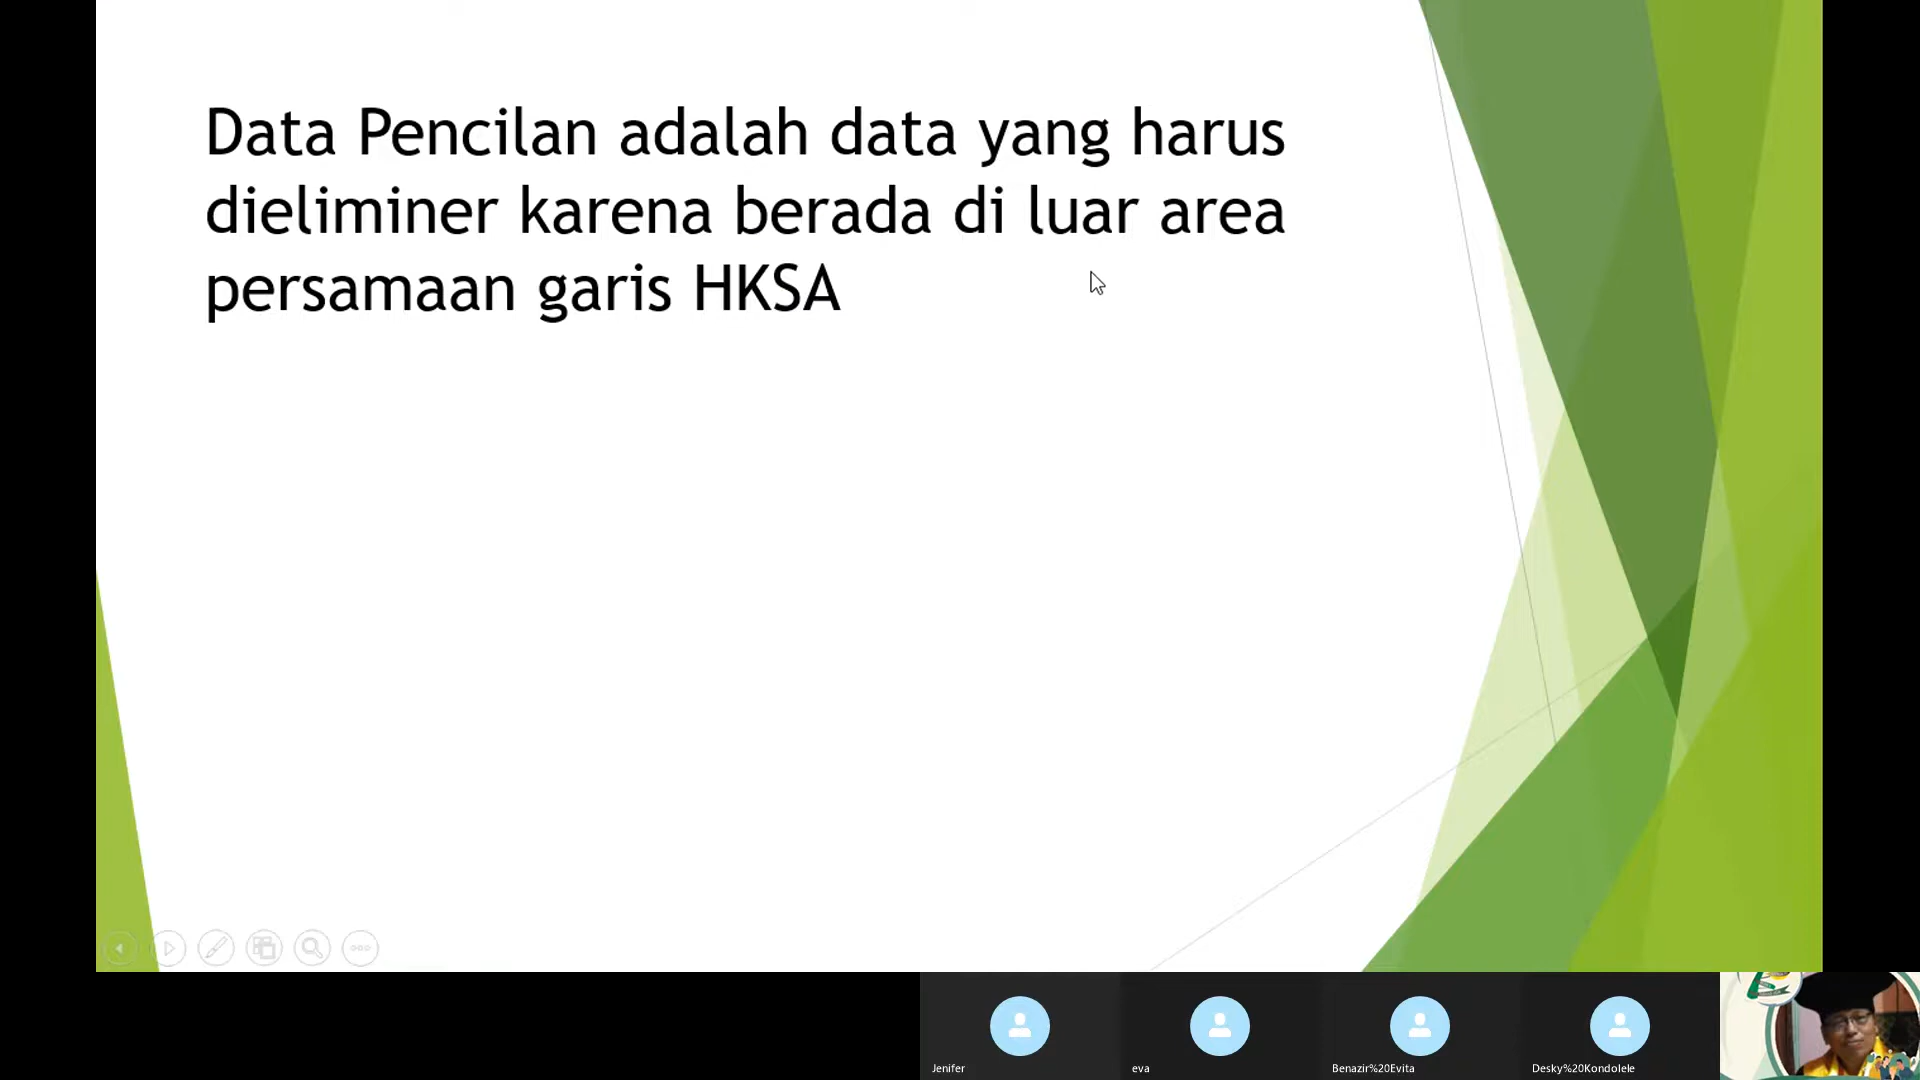 Data Pencilan adalah data yang harus
dieliminer karena berada di luar area
persamaan garis HKSA
Jenifer
eva
Benazir%20Evita
Desky%20Kondolele